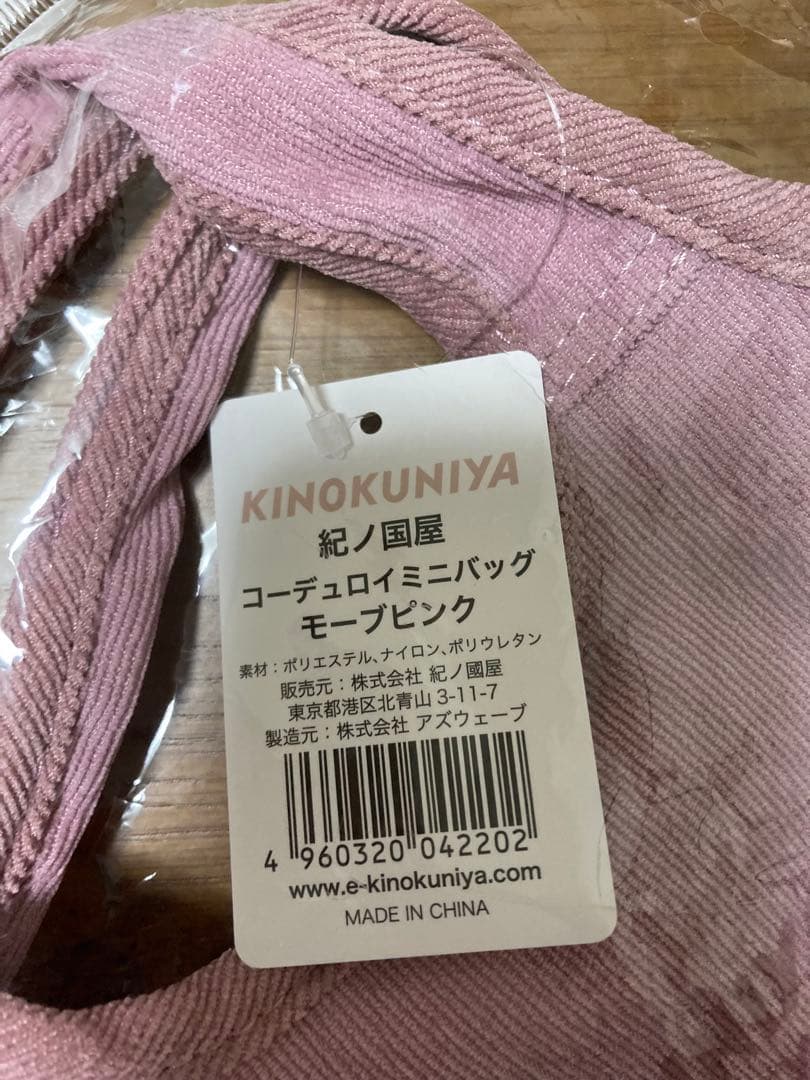 KINOKUNIYA
紀ノ国屋
コーデュロイミニバッグ
モーブピンク
素材：ポリエステル、ナイロン、ポリウレタン
販売元：株式会社 紀ノ國屋
東京都港区北青山 3-11-7
製造元：株式会社 アズウェーブ
4 960320 042202
www.e-kinokuniya.com
MADE IN CHINA